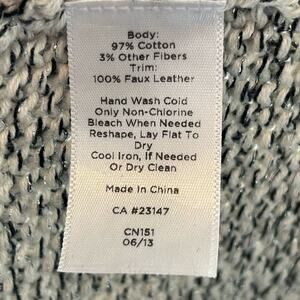 Body:
97% Cotton
3% Other Fibers
Trim:
100% Faux Leather
Hand Wash Cold
Only Non-Chlorine
Bleach When Needed
Reshape, Lay Flat To
Dry
Cool Iron, If Needed
Or Dry Clean
Made In China
CA #23147
CN151
06/13